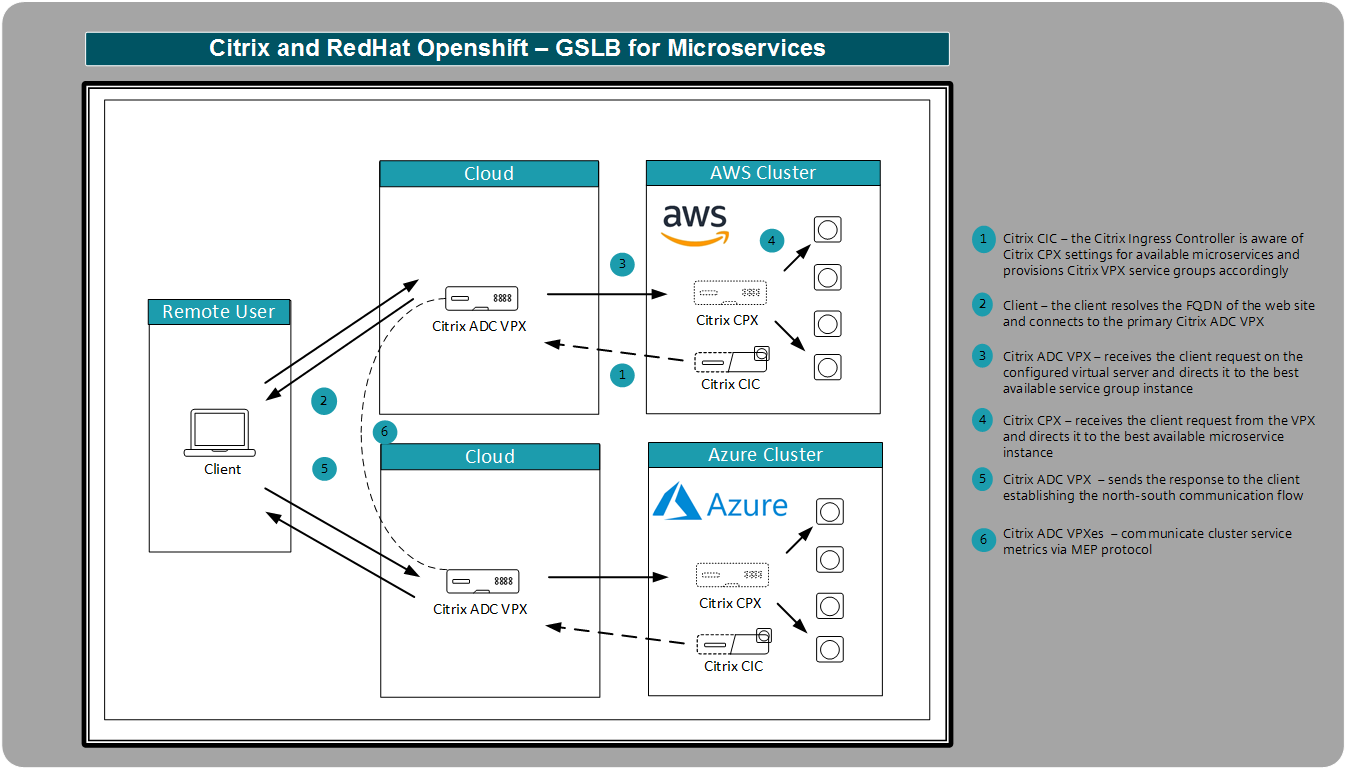 Citrix and RedHat Openshift – GSLB for Microservices
Cloud
AWS Cluster
aws
4
3
Citrix CPX
Citrix ADC VPX
Remote User
1
Citrix CIC
2
6
Client
5
Cloud
Azure Cluster
Azure
Citrix CPX
Citrix ADC VPX
Citrix CIC
1 Citrix CIC – the Citrix Ingress Controller is aware of
Citrix CPX settings for available microservices and
provisions Citrix VPX service groups accordingly
2 Client – the client resolves the FQDN of the web site
and connects to the primary Citrix ADC VPX
3 Citrix ADC VPX – receives the client request on the
configured virtual server and directs it to the best
available service group instance
4 Citrix CPX – receives the client request from the VPX
and directs it to the best available microservice
instance
5 Citrix ADC VPX – sends the response to the client
establishing the north-south communication flow
6 Citrix ADC VPXes – communicate cluster service
metrics via MEP protocol